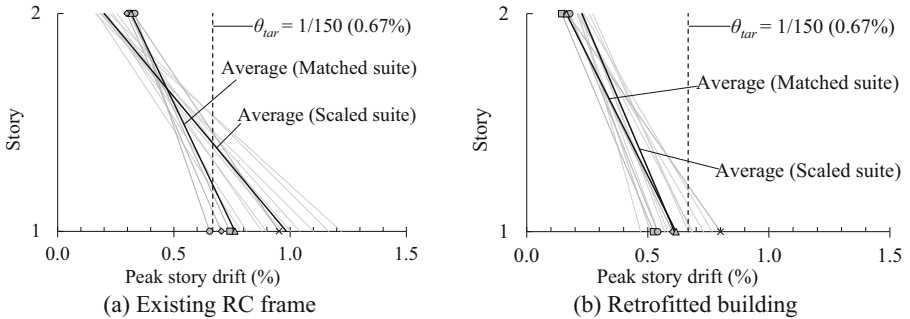 2
θtar = 1/150 (0.67%)
Average (Matched suite)
Average (Scaled suite)
Story
1
0.0 0.5 1.0 1.5
Peak story drift (%)
(a) Existing RC frame
2
θtar = 1/150 (0.67%)
Average (Matched suite)
Average (Scaled suite)
Story
1
0.0 0.5 1.0 1.5
Peak story drift (%)
(b) Retrofitted building